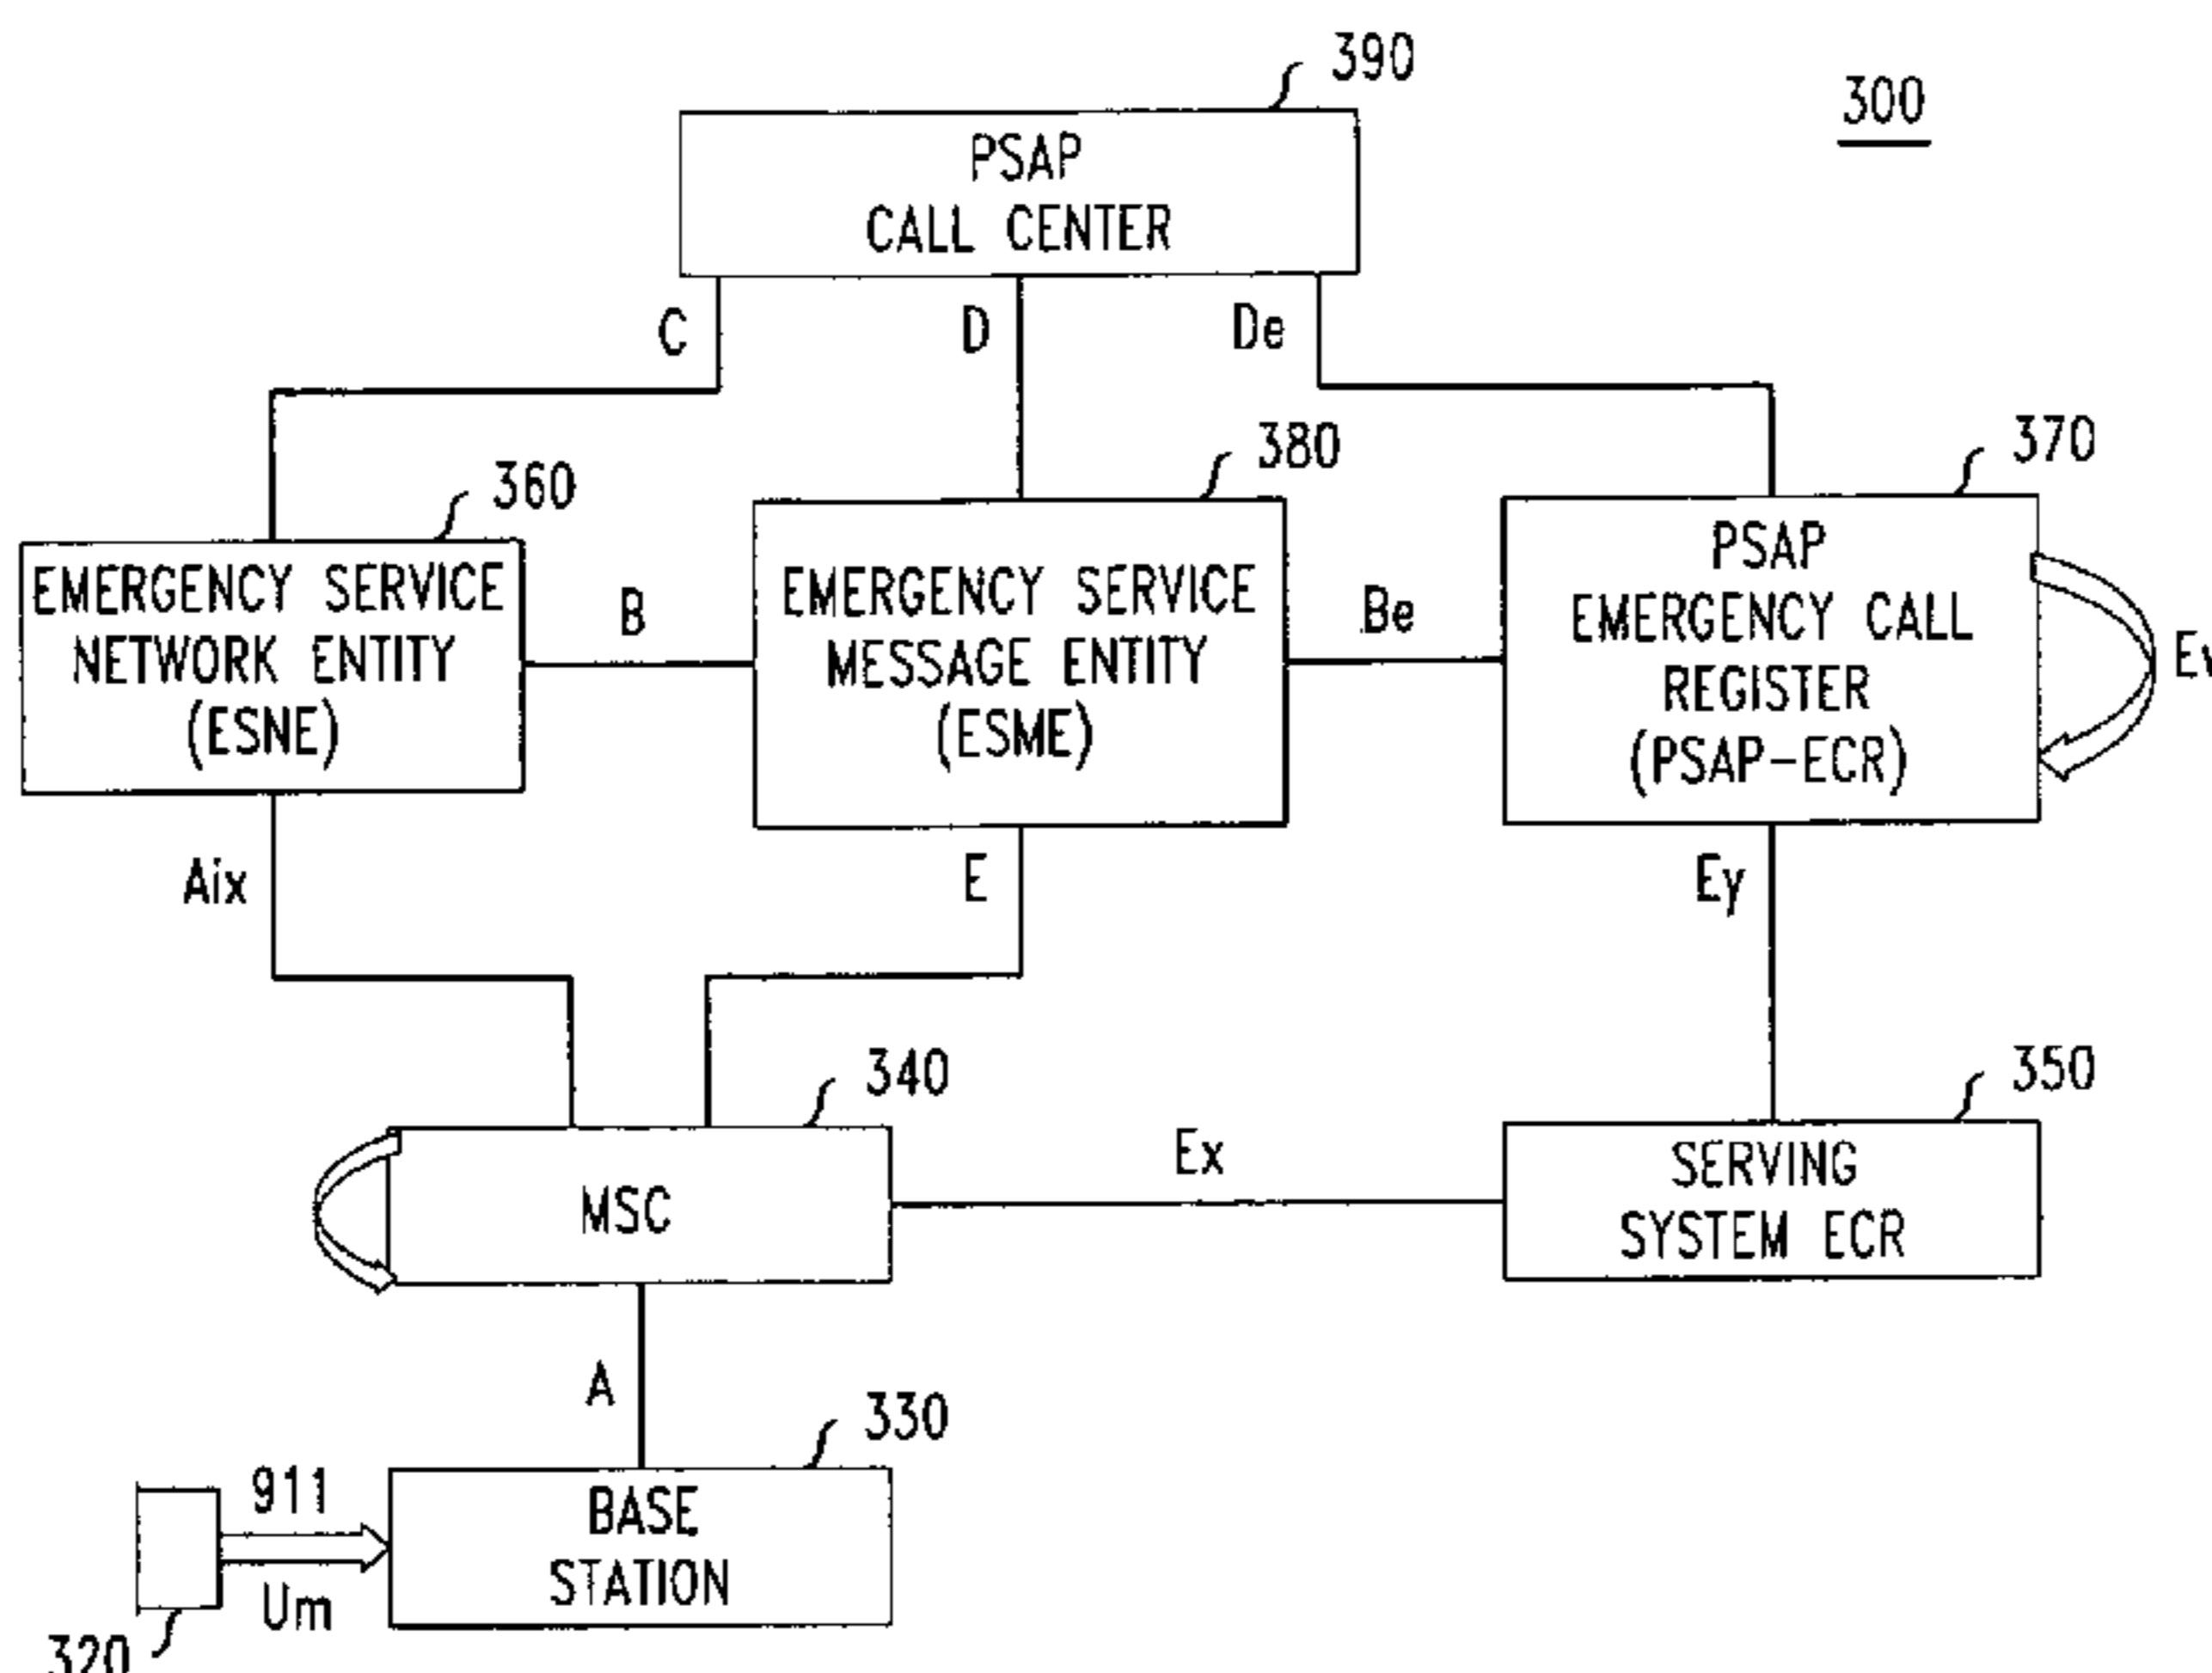 390
300
PSAP
CALL CENTER
C
D
De
360
380
370
EMERGENCY SERVICE
NETWORK ENTITY
(ESNE)
B
EMERGENCY SERVICE
MESSAGE ENTITY
(ESME)
Be
PSAP
EMERGENCY CALL
REGISTER
(PSAP-ECR)
Aix
E
Ey
340
350
MSC
Ex
SERVING
SYSTEM ECR
A
330
911
Um
BASE
STATION
320